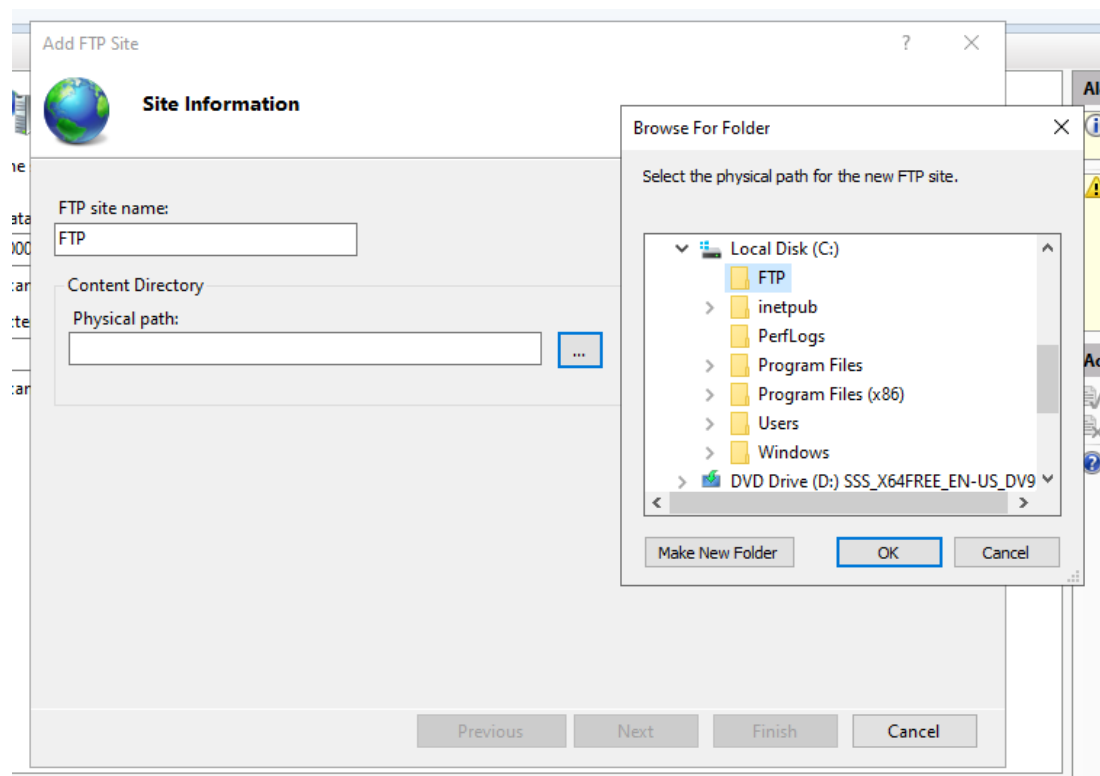 Add FTP Site
?
Site Information
FTP site name:
FTP
Content Directory
Physical path:
...
Previous
Next
Finish
Cancel
Browse For Folder
Select the physical path for the new FTP site.
Local Disk (C:)
FTP
inetpub
PerfLogs
Program Files
Program Files (x86)
Users
Windows
DVD Drive (D:) SSS_X64FREE_EN-US_DV9
Make New Folder
OK
Cancel